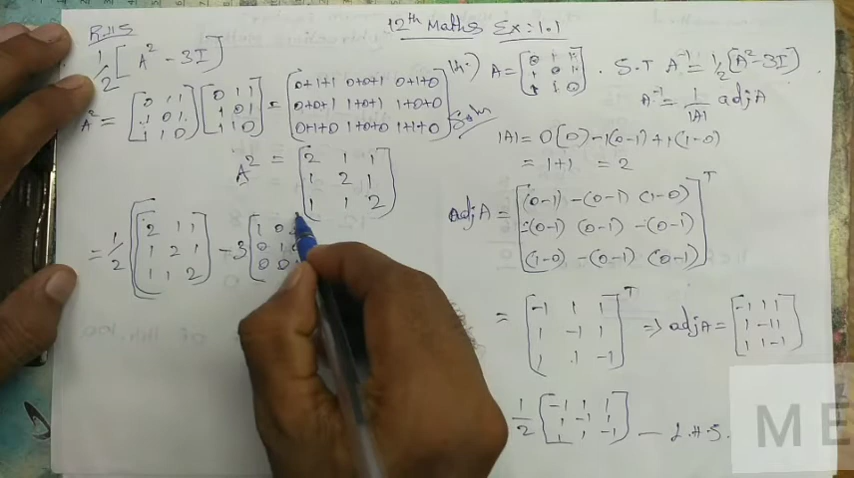 12th Maths Ex: 1.1
R.H.S
1/2 [A² - 3I]
A² = [0 1 1; 1 0 1; 1 1 0] [0 1 1; 1 0 1; 1 1 0] = [0+1+1 0+0+1 0+1+0; 0+0+1 1+0+1 1+0+0; 0+1+0 1+0+0 1+1+0]
A² = [2 1 1; 1 2 1; 1 1 2]
= 1/2 [[2 1 1; 1 2 1; 1 1 2] - 3 [1 0; 0 1 0; 0 0
14.) A = [0 1 1; 1 0 1; 1 1 0] . S.T A⁻¹ = 1/2 [A² - 3I] .
Soln
A⁻¹ = 1/|A| adjA
|A| = 0[0) - 1(0-1) + 1(1-0)
= 1+1 = 2
adjA = [(0-1) -(0-1) (1-0); -(0-1) (0-1) -(0-1); (1-0) -(0-1) (0-1)]ᵀ
= [-1 1 1; 1 -1 1; 1 1 -1]ᵀ => adjA = [-1 1 1; 1 -1 1; 1 1 -1]
1/2 [-1 1 1; 1 -1 1; 1 1 -1] — L.H.S.
ME